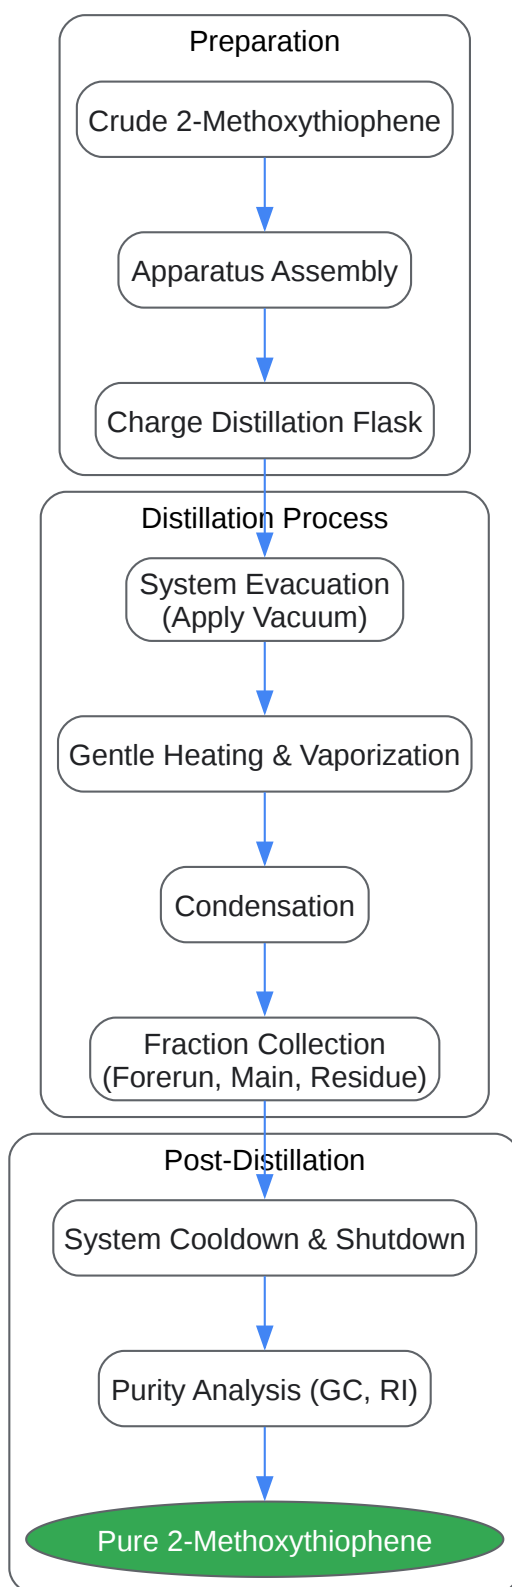 Preparation
Crude 2-Methoxythiophene
Apparatus Assembly
Charge Distillation Flask
Distillation Process
System Evacuation
(Apply Vacuum)
Gentle Heating & Vaporization
Condensation
Fraction Collection
(Forerun, Main, Residue)
Post-Distillation
System Cooldown & Shutdown
Purity Analysis (GC, RI)
Pure 2-Methoxythiophene